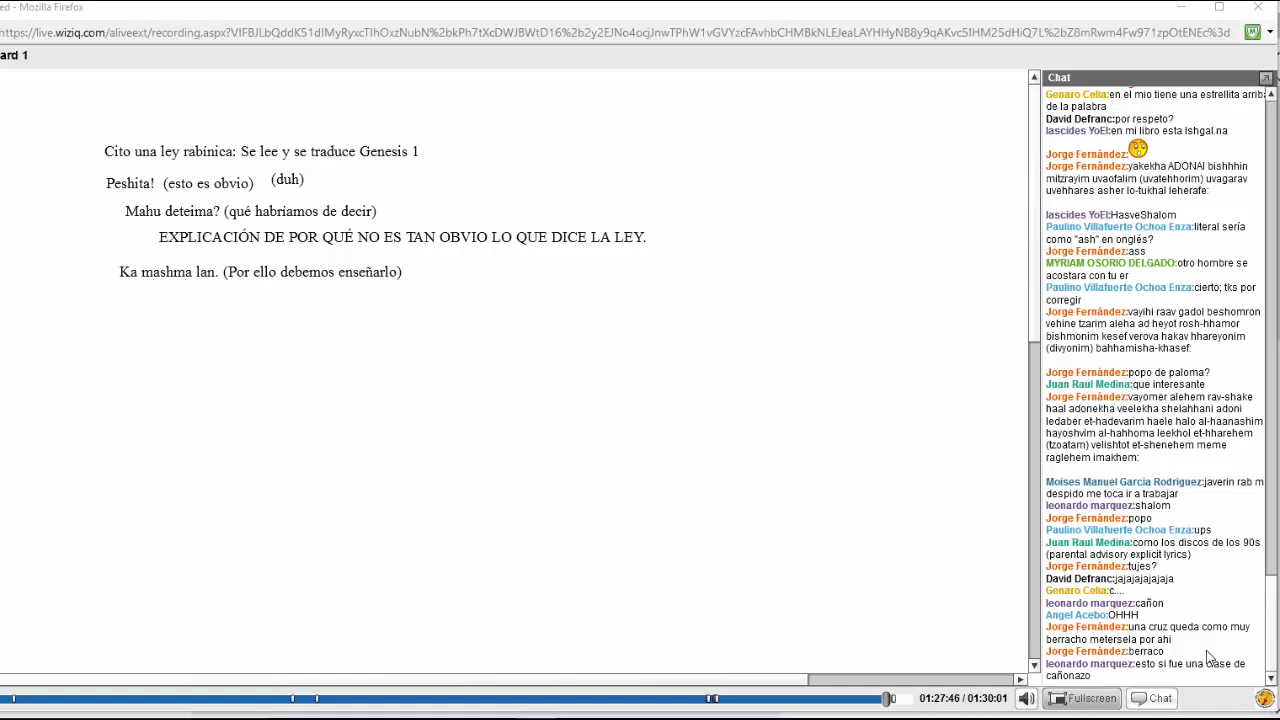 ed - Mozilla Firefox
https://live.wiziq.com/aliveext/recording.aspx?
ard 1
Cito una ley rabínica: Se lee y se traduce Genesis 1
Peshita! (esto es obvio) (duh)
Mahu deteima? (qué habríamos de decir)
EXPLICACIÓN DE POR QUÉ NO ES TAN OBVIO LO QUE DICE LA LEY.
Ka mashma lan. (Por ello debemos enseñarlo)
Chat
Genaro Celia:en el mio tiene una estrellita arrib
de la palabra
David Defranc:por respeto?
Iascides YoEl:en mi libro esta Ishgal.na
Jorge Fernández:
Jorge Fernández:yakekha ADONAI bishhhin
mitzrayim uvaofalim (uvatehhorim) uvagarav
uvehhares asher lo-tukhal leherafe:
Iascides YoEl:HasveShalom
Paulino Villafuerte Ochoa Enza:literal sería
como "ash" en onglés?
Jorge Fernández:ass
MYRIAM OSORIO DELGADO:otro hombre se
acostara con tu er
Paulino Villafuerte Ochoa Enza:cierto; tks por
corregir
Jorge Fernández:vayihi raav gadol beshomron
vehine tzarim aleha ad heyot rosh-hhamor
bishmonim kesef verova hakav hhareyonim
(divyonim) bahhamisha-khasef:
Jorge Fernández:popo de paloma?
Juan Raul Medina:que interesante
Jorge Fernández:vayomer alehem rav-shake
haal adonekha veelekha shelahhani adoni
ledaber et-hadevarim haele halo al-haanashim
hayoshvim al-hahhoma leekhol et-hharehem
(tzoatam) velishtot et-shenehem meme
raglehem imakhem:
Moises Manuel Garcia Rodriguez:javerin rab m
despido me toca ir a trabajar
leonardo marquez:shalom
Jorge Fernández:popo
Paulino Villafuerte Ochoa Enza:ups
Juan Raul Medina:como los discos de los 90s
(parental advisory explicit lyrics)
Jorge Fernández:tujes?
David Defranc:jajajajajajaja
Genaro Celia:c....
leonardo marquez:cañon
Angel Acebo:OHHH
Jorge Fernández:una cruz queda como muy
berracho metersela por ahi
Jorge Fernández:berraco
leonardo marquez:esto si fue una clase de
cañonazo
01:27:46 01:30:01 Fullscreen Chat